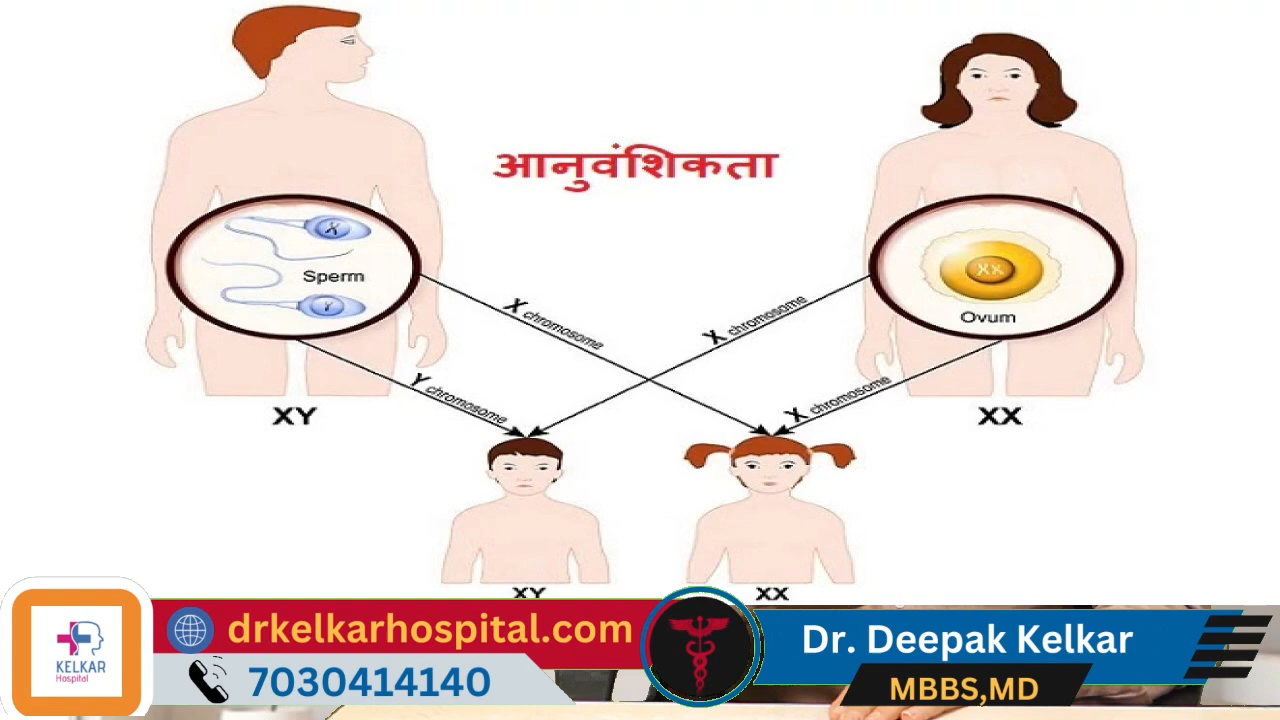 आनुवंशिकता
X
Sperm
Y
XX
Ovum
X chromosome
X chromosome
Y chromosome
X chromosome
XY
XX
XY
XX
KELKAR
Hospital
drkelkarhospital.com
7030414140
Dr. Deepak Kelkar
MBBS,MD